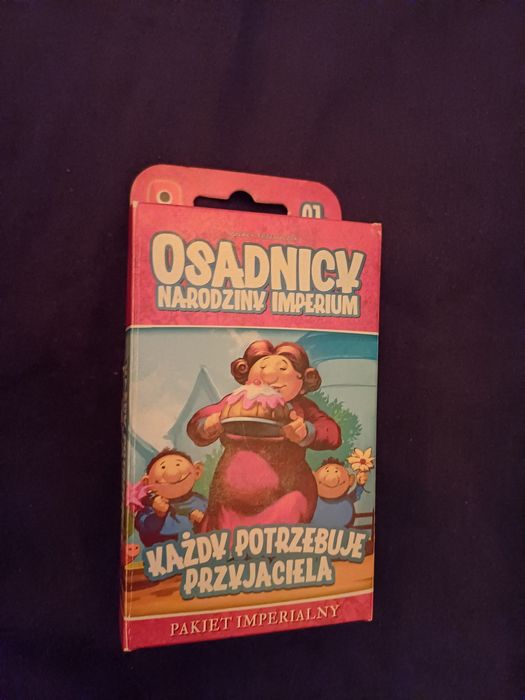 01
OSADNICY
NARODZINY IMPERIUM
KAŻDY POTRZEBUJE
PRZYJACIELA
PAKIET IMPERIALNY